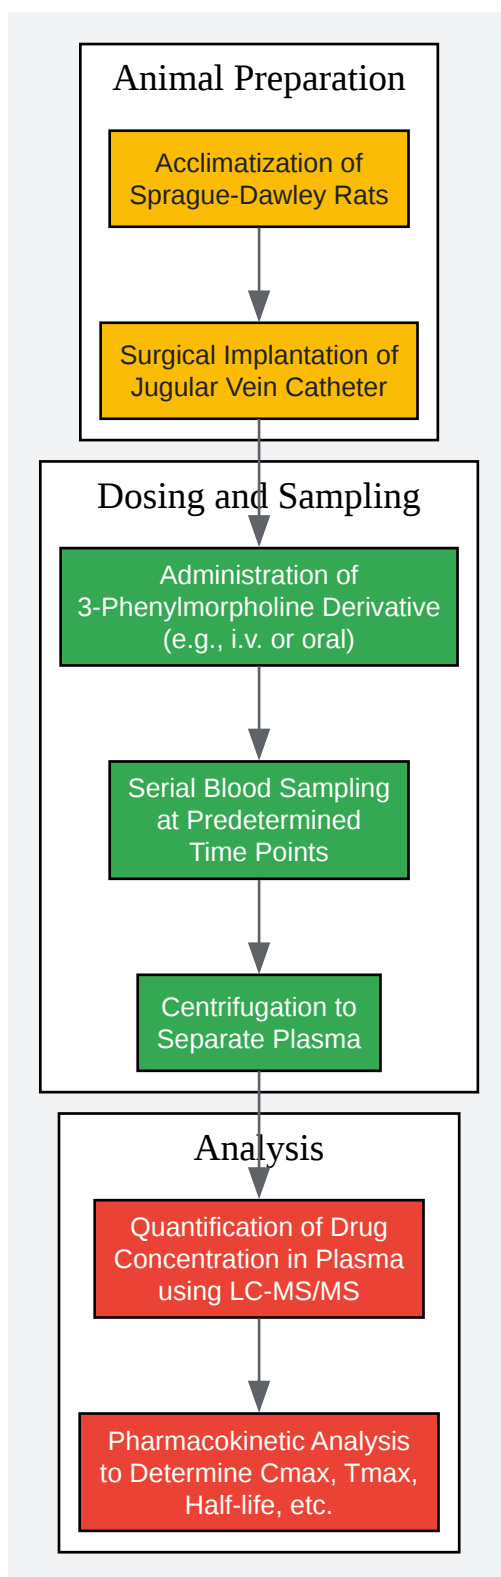 Animal Preparation
Acclimatization of
Sprague-Dawley Rats
Surgical Implantation of
Jugular Vein Catheter
Dosing and Sampling
Administration of
3-Phenylmorpholine Derivative
(e.g., i.v. or oral)
Serial Blood Sampling
at Predetermined
Time Points
Centrifugation to
Separate Plasma
Analysis
Quantification of Drug
Concentration in Plasma
using LC-MS/MS
Pharmacokinetic Analysis
to Determine Cmax, Tmax,
Half-life, etc.